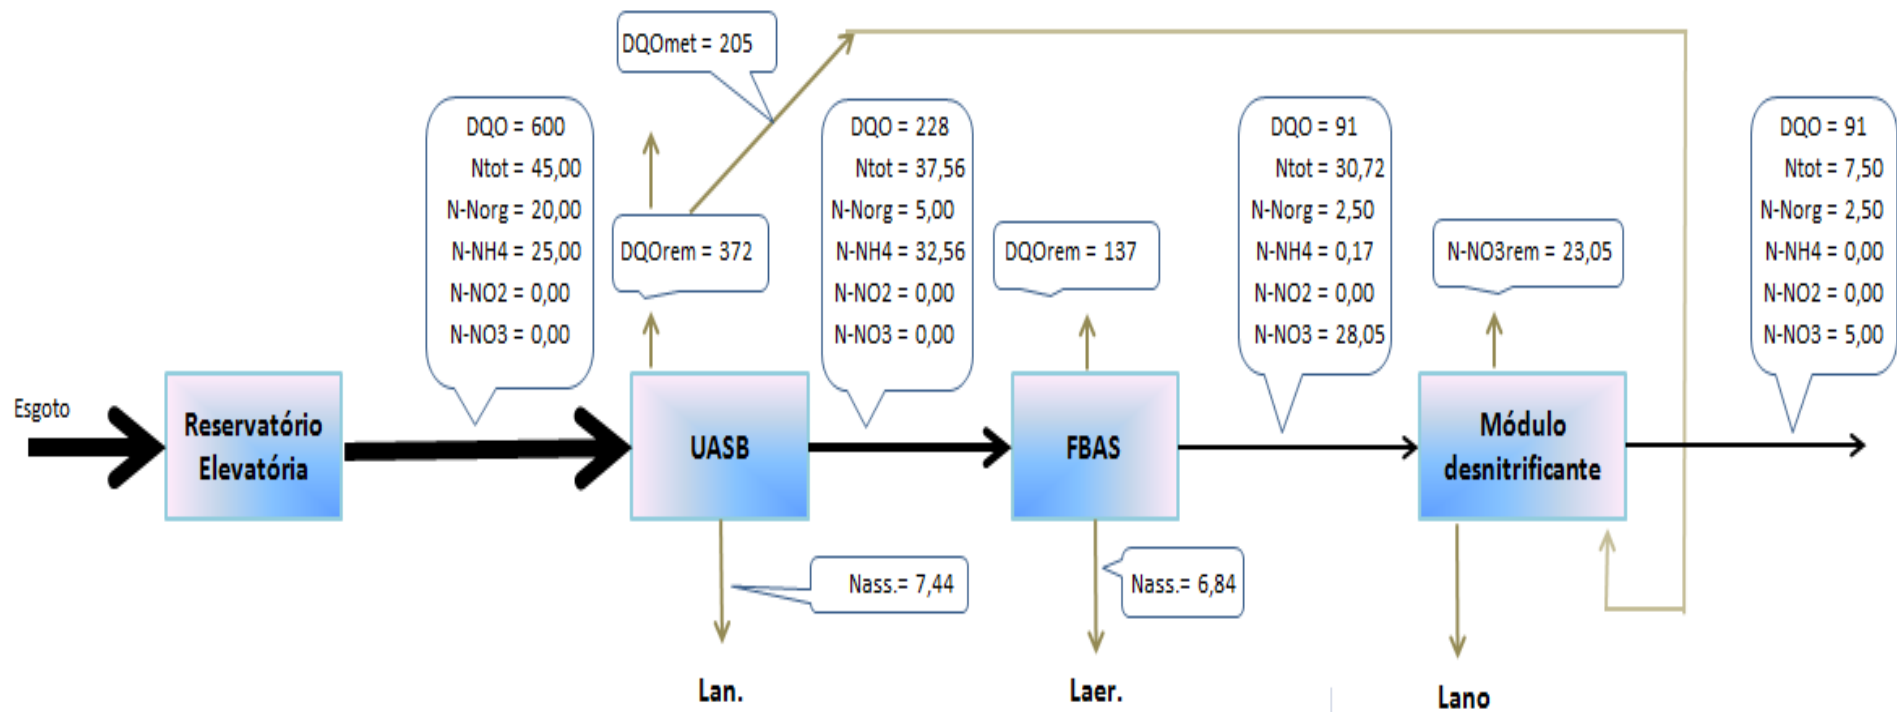 DQOmet = 205
DQO = 600
Ntot = 45,00
N-Norg = 20,00
N-NH4 = 25,00
N-NO2 = 0,00
N-NO3 = 0,00
DQOrem = 372
DQO = 228
Ntot = 37,56
N-Norg = 5,00
N-NH4 = 32,56
N-NO2 = 0,00
N-NO3 = 0,00
DQOrem = 137
DQO = 91
Ntot = 30,72
N-Norg = 2,50
N-NH4 = 0,17
N-NO2 = 0,00
N-NO3 = 28,05
N-NO3rem = 23,05
DQO = 91
Ntot = 7,50
N-Norg = 2,50
N-NH4 = 0,00
N-NO2 = 0,00
N-NO3 = 5,00
Esgoto
Reservatório
Elevatória
UASB
FBAS
Módulo
desnitrificante
Nass.= 7,44
Nass.= 6,84
Lan.
Laer.
Lano